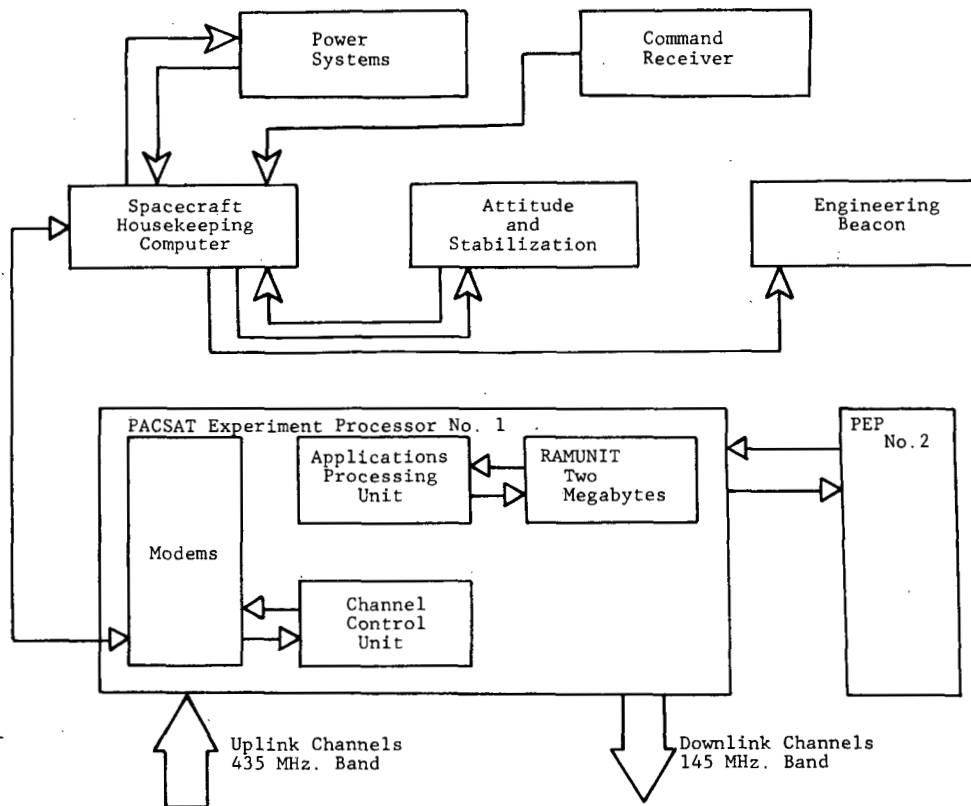 Power
Systems
Command
Receiver
Spacecraft
Housekeeping
Computer
Attitude
and
Stabilization
Engineering
Beacon
PACSAT Experiment Processor No. 1
PEP
No.2
Applications
Processing
Unit
RAMUNIT
Two
Megabytes
Modems
Channel
Control
Unit
Uplink Channels
435 MHz. Band
Downlink Channels
145 MHz. Band